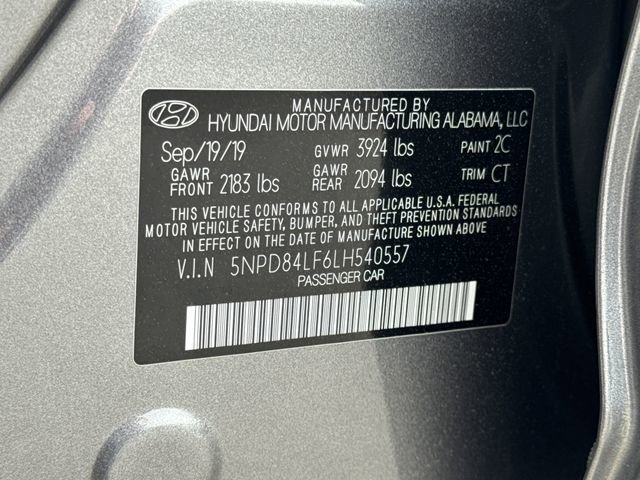 MANUFACTURED BY
HYUNDAI MOTOR MANUFACTURING ALABAMA, LLC
Sep/19/19 GVWR 3924 lbs PAINT 2C
GAWR FRONT 2183 lbs GAWR REAR 2094 lbs TRIM CT
THIS VEHICLE CONFORMS TO ALL APPLICABLE U.S.A. FEDERAL
MOTOR VEHICLE SAFETY, BUMPER, AND THEFT PREVENTION STANDARDS
IN EFFECT ON THE DATE OF MANUFACTURE SHOWN ABOVE
V.I.N 5NPD84LF6LH540557
PASSENGER CAR